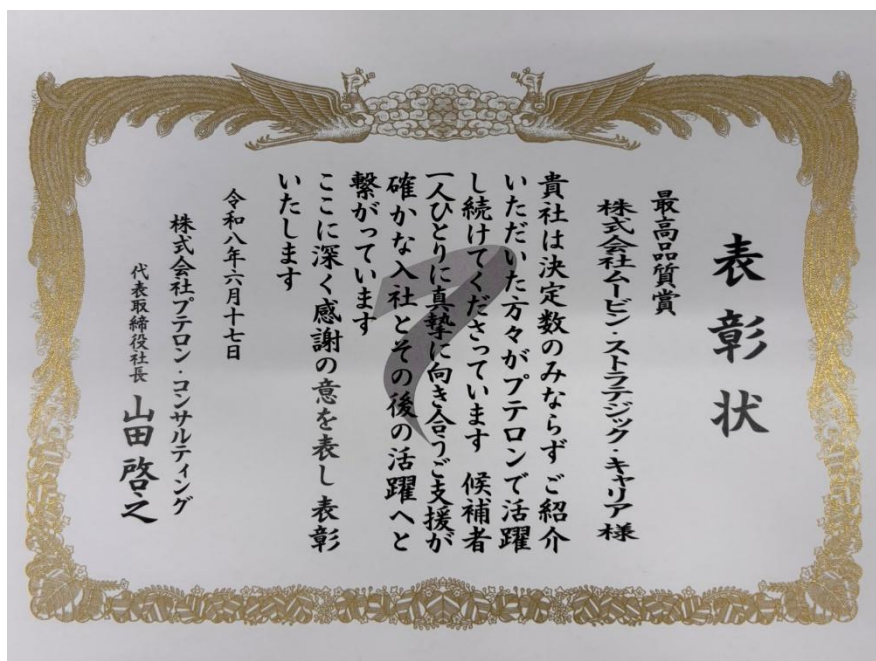 表彰状
最高品質賞
株式会社ムービン・ストラテジック・キャリア 様
貴社は決定数のみならず ご紹介
いただいた方々がプテロンで活躍
し続けてくださっています 候補者
一人ひとりに真摯に向き合うご支援が
確かな入社とその後の活躍へと
繋がっています
ここに深く感謝の意を表し 表彰
いたします
令和八年六月十七日
株式会社プテロン・コンサルティング
代表取締役社長 山田 啓之